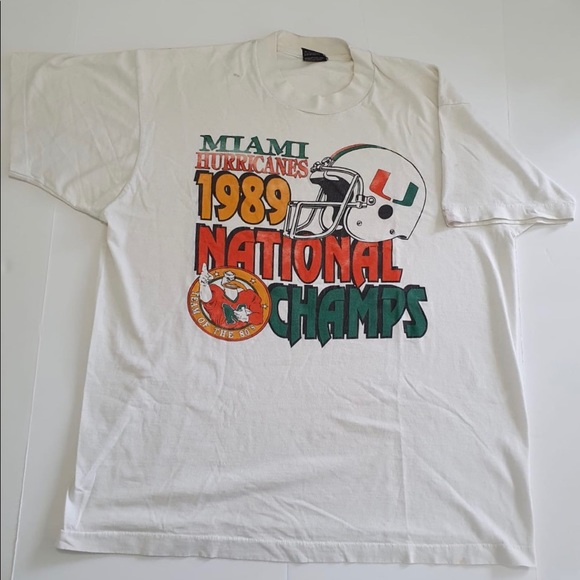 MIAMI
HURRICANES
1989
NATIONAL
CHAMPS
TEAM OF THE 80'S
U